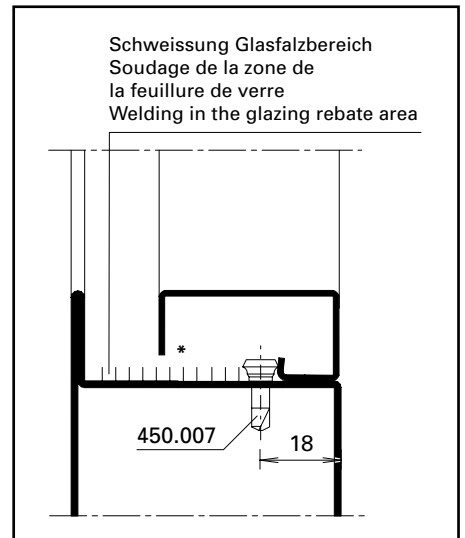 Schweissung Glasfalzbereich
Soudage de la zone de
la feuillure de verre
Welding in the glazing rebate area
*
450.007
18